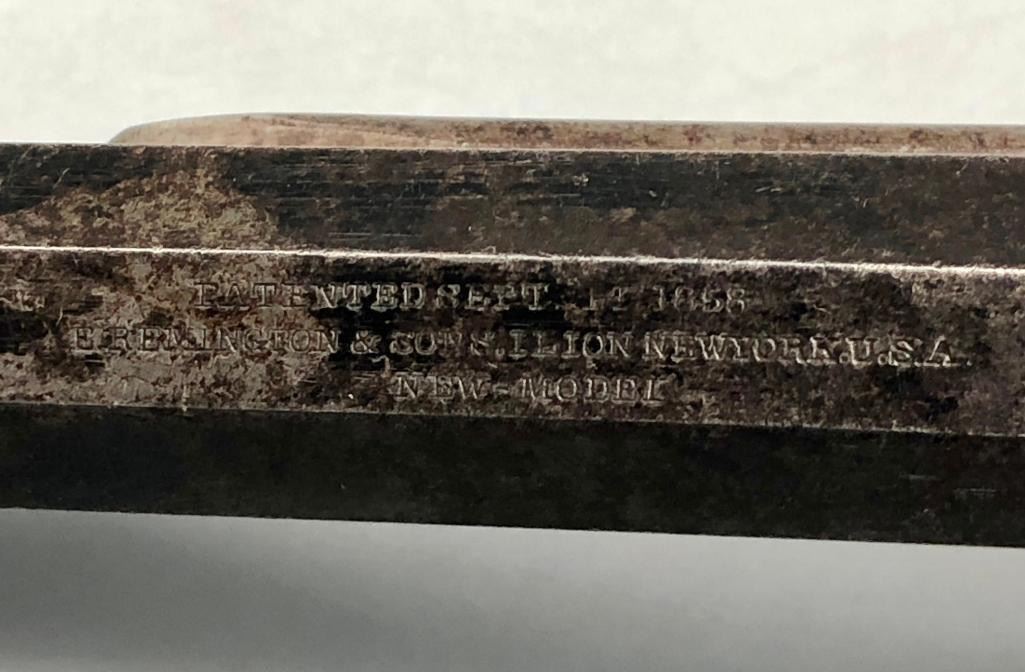 PATENTED SEPT. 14 1858
E. REMINGTON & SONS, ILION NEW YORK U.S.A.
NEW-MODEL